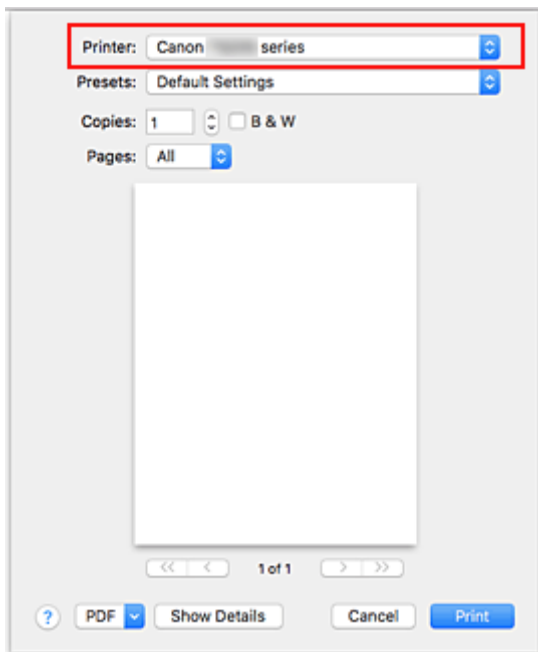 Printer: Canon series
Presets: Default Settings
Copies: 1 B & W
Pages: All
1 of 1
? PDF Show Details Cancel Print